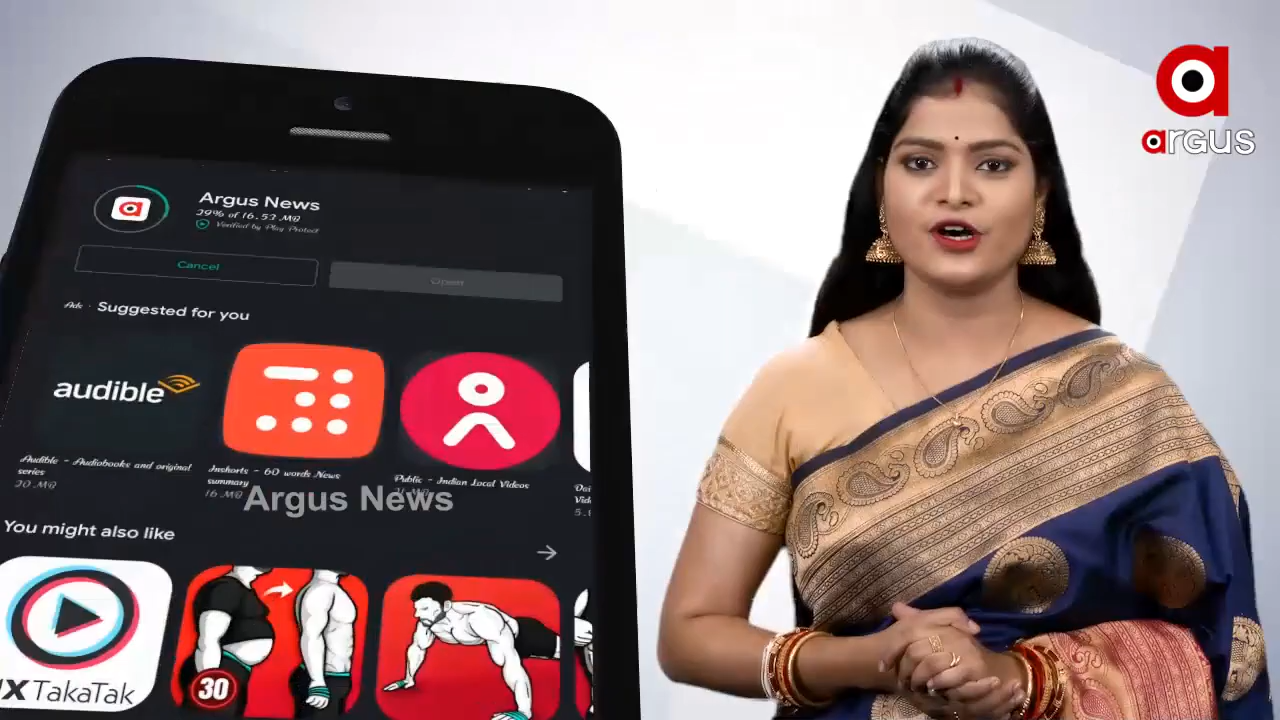 argus
Argus News
29% of 16.53 MB
Verified by Play Protect
Cancel
Open
Ads · Suggested for you
audible
Audible - Audiobooks and original
series
20 MB
Inshorts - 60 words News
summary
16 MB
Public - Indian Local Videos
Argus News
You might also like
TakaTak
30